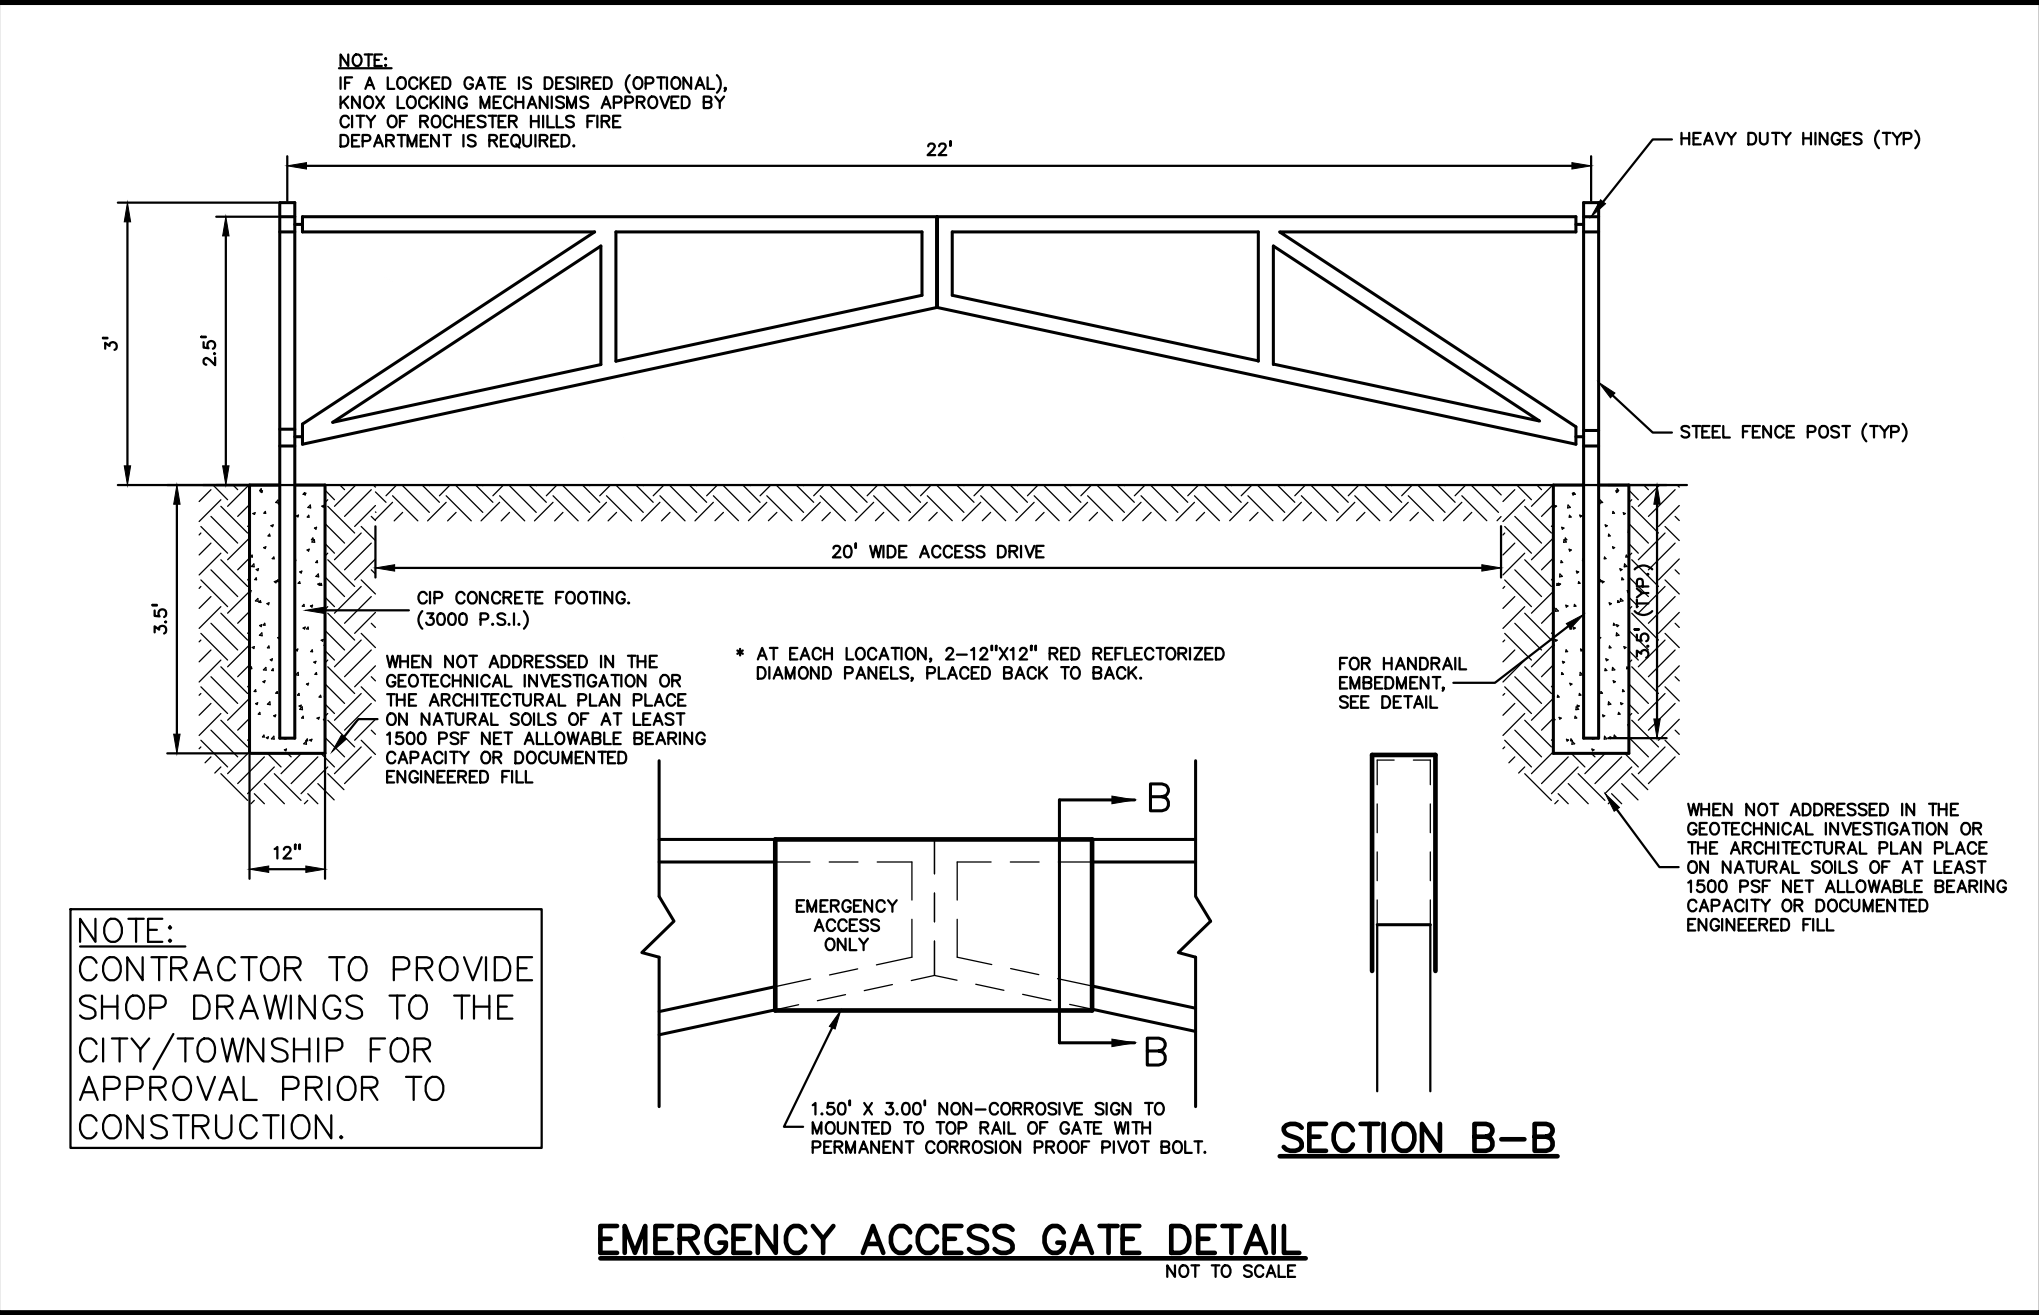 NOTE:
IF A LOCKED GATE IS DESIRED (OPTIONAL),
KNOX LOCKING MECHANISMS APPROVED BY
CITY OF ROCHESTER HILLS FIRE
DEPARTMENT IS REQUIRED.
22'
HEAVY DUTY HINGES (TYP)
3'
2.5'
STEEL FENCE POST (TYP)
20' WIDE ACCESS DRIVE
3.5'
CIP CONCRETE FOOTING.
(3000 P.S.I.)
3.5' (TYP.)
WHEN NOT ADDRESSED IN THE
GEOTECHNICAL INVESTIGATION OR
THE ARCHITECTURAL PLAN PLACE
ON NATURAL SOILS OF AT LEAST
1500 PSF NET ALLOWABLE BEARING
CAPACITY OR DOCUMENTED
ENGINEERED FILL
* AT EACH LOCATION, 2-12"X12" RED REFLECTORIZED
DIAMOND PANELS, PLACED BACK TO BACK.
FOR HANDRAIL
EMBEDMENT,
SEE DETAIL
12"
B
EMERGENCY
ACCESS
ONLY
B
WHEN NOT ADDRESSED IN THE
GEOTECHNICAL INVESTIGATION OR
THE ARCHITECTURAL PLAN PLACE
ON NATURAL SOILS OF AT LEAST
1500 PSF NET ALLOWABLE BEARING
CAPACITY OR DOCUMENTED
ENGINEERED FILL
NOTE:
CONTRACTOR TO PROVIDE
SHOP DRAWINGS TO THE
CITY/TOWNSHIP FOR
APPROVAL PRIOR TO
CONSTRUCTION.
1.50' X 3.00' NON-CORROSIVE SIGN TO
MOUNTED TO TOP RAIL OF GATE WITH
PERMANENT CORROSION PROOF PIVOT BOLT.
SECTION B-B
EMERGENCY ACCESS GATE DETAIL
NOT TO SCALE